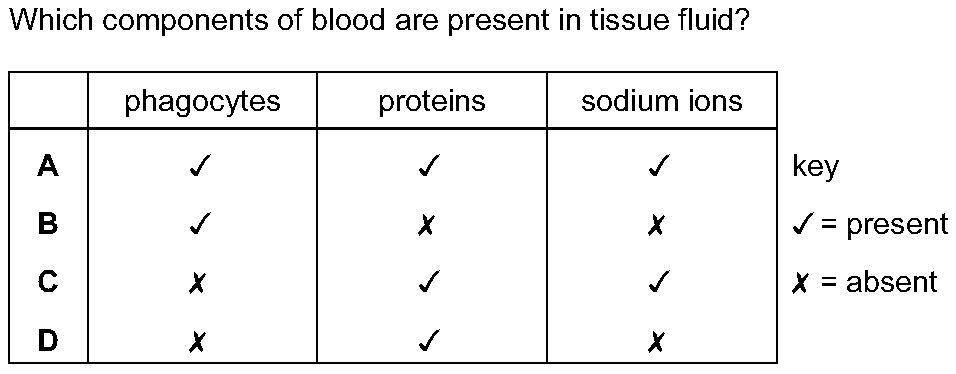 Which components of blood are present in tissue fluid?
phagocytes proteins sodium ions
A ✓ ✓ ✓ key
B ✓ ✗ ✗ ✓ = present
C ✗ ✓ ✓ ✗ = absent
D ✗ ✓ ✗